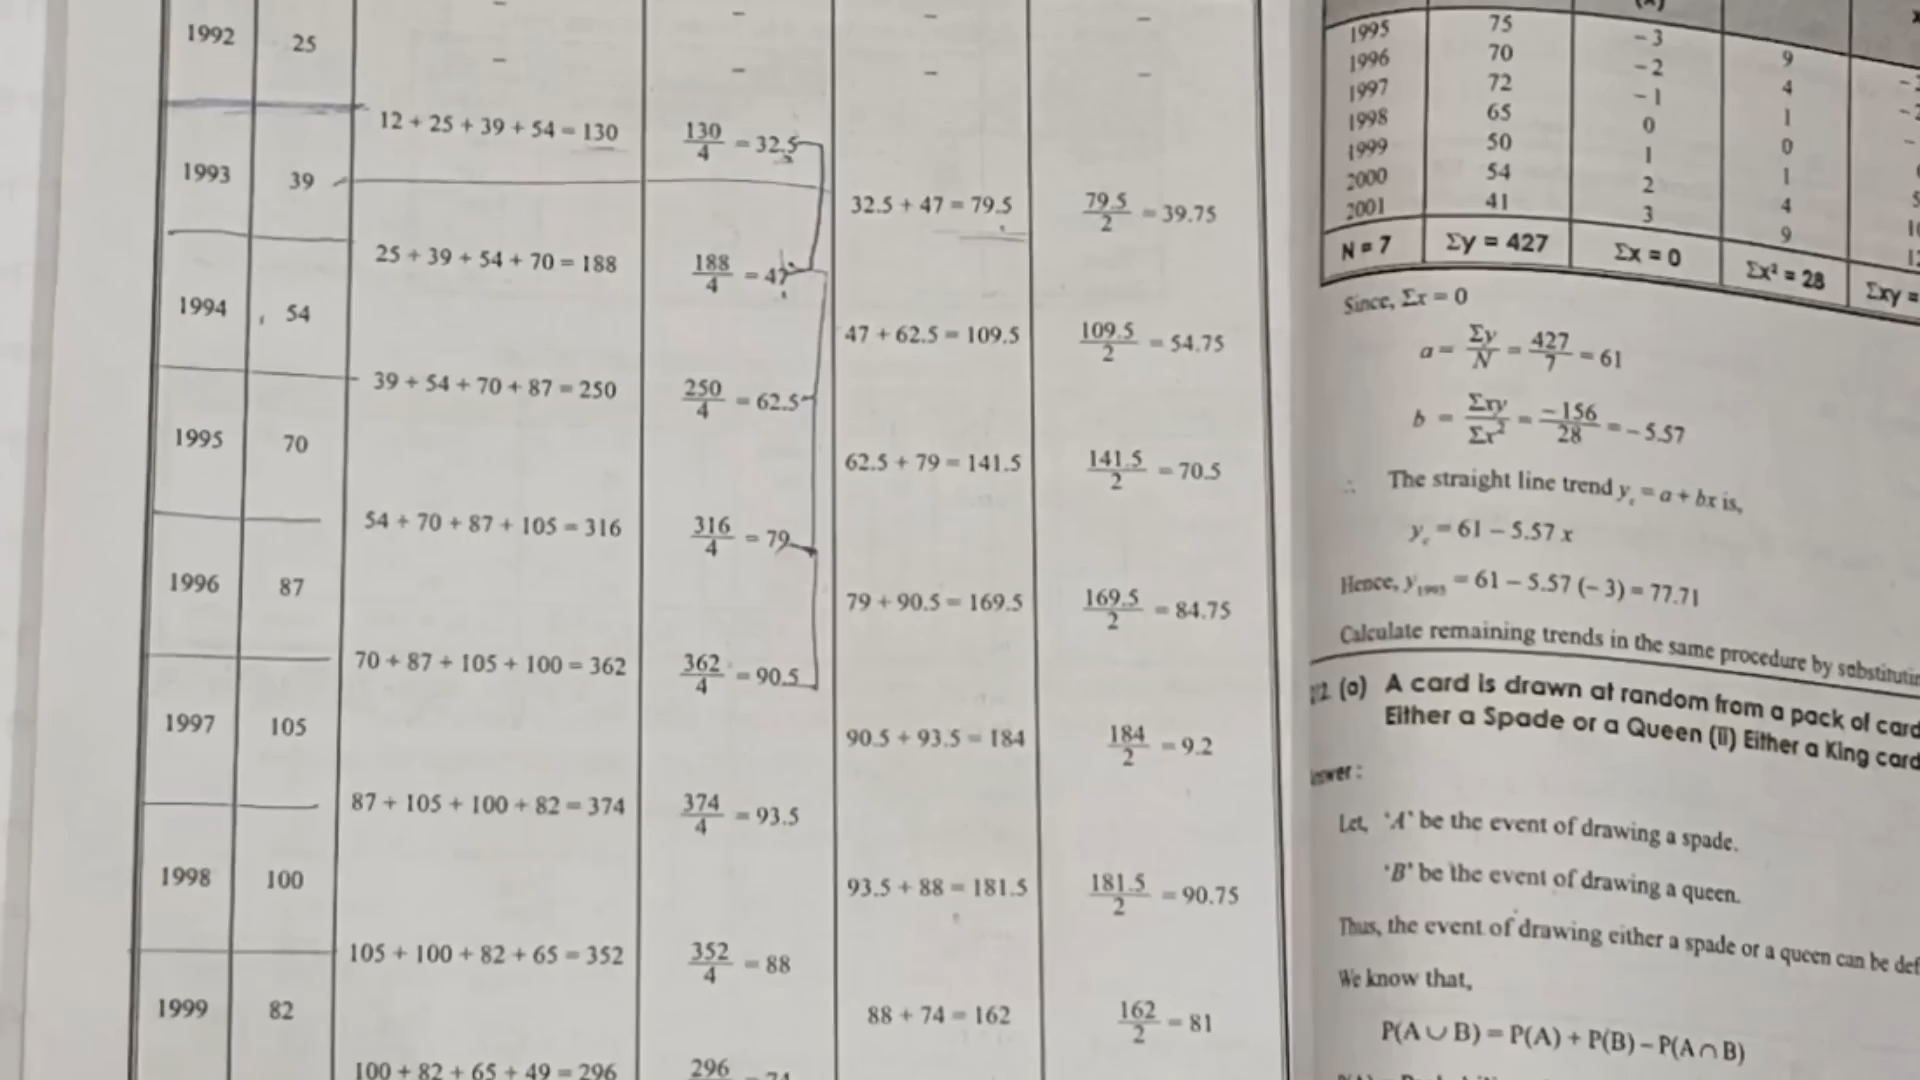 1992 25 – – – –
– – – –
12 + 25 + 39 + 54 = 130 130/4 = 32.5
1993 39 32.5 + 47 = 79.5 79.5/2 = 39.75
25 + 39 + 54 + 70 = 188 188/4 = 47
1994 54 47 + 62.5 = 109.5 109.5/2 = 54.75
39 + 54 + 70 + 87 = 250 250/4 = 62.5
1995 70 62.5 + 79 = 141.5 141.5/2 = 70.5
54 + 70 + 87 + 105 = 316 316/4 = 79
1996 87 79 + 90.5 = 169.5 169.5/2 = 84.75
70 + 87 + 105 + 100 = 362 362/4 = 90.5
1997 105 90.5 + 93.5 = 184 184/2 = 9.2
87 + 105 + 100 + 82 = 374 374/4 = 93.5
1998 100 93.5 + 88 = 181.5 181.5/2 = 90.75
105 + 100 + 82 + 65 = 352 352/4 = 88
1999 82 88 + 74 = 162 162/2 = 81
100 + 82 + 65 + 49 = 296 296 = 74
1995 75 – 3 9
1996 70 – 2 4
1997 72 – 1 1
1998 65 0 0
1999 50 1 1
2000 54 2 4
2001 41 3 9
N = 7 Σy = 427 Σx = 0 Σx² = 28 Σxy =
Since, Σx = 0
a = Σy/N = 427/7 = 61
b = Σxy/Σx² = –156/28 = – 5.57
∴ The straight line trend y_c = a + bx is,
y_c = 61 – 5.57 x
Hence, y_1995 = 61 – 5.57 (– 3) = 77.71
Calculate remaining trends in the same procedure by
(a) A card is drawn at random from a pack of
Either a Spade or a Queen (ii) Either a King card
Let, 'A' be the event of drawing a spade.
'B' be the event of drawing a queen.
Thus, the event of drawing either a spade or a queen can be
We know that,
P(A ∪ B) = P(A) + P(B) – P(A ∩ B)